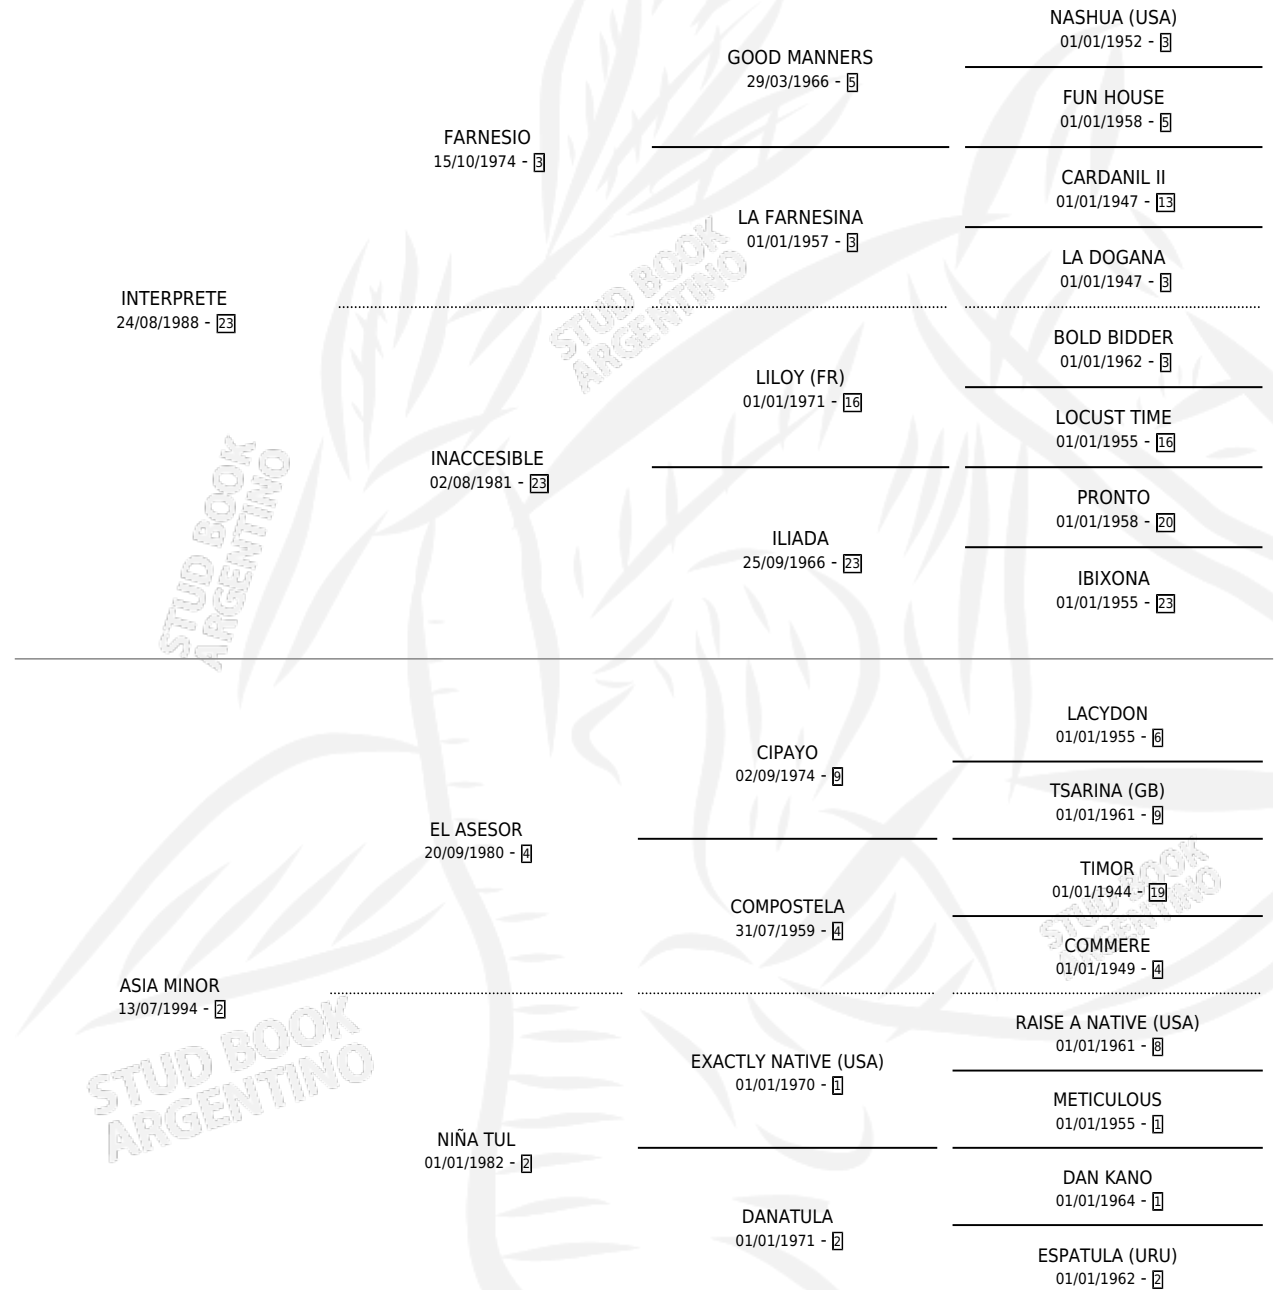 NASHUA (USA)
01/01/1952 - 3
GOOD MANNERS
29/03/1966 - 5
FUN HOUSE
01/01/1958 - 5
FARNESIO
15/10/1974 - 3
CARDANIL II
01/01/1947 - 13
LA FARNESINA
01/01/1957 - 3
LA DOGANA
01/01/1947 - 3
INTERPRETE
24/08/1988 - 23
BOLD BIDDER
01/01/1962 - 3
LILOY (FR)
01/01/1971 - 16
LOCUST TIME
01/01/1955 - 16
INACCESIBLE
02/08/1981 - 23
PRONTO
01/01/1958 - 20
ILIADA
25/09/1966 - 23
IBIXONA
01/01/1955 - 23
LACYDON
01/01/1955 - 6
CIPAYO
02/09/1974 - 9
TSARINA (GB)
01/01/1961 - 9
EL ASESOR
20/09/1980 - 4
TIMOR
01/01/1944 - 19
COMPOSTELA
31/07/1959 - 4
COMMERE
01/01/1949 - 4
ASIA MINOR
13/07/1994 - 2
RAISE A NATIVE (USA)
01/01/1961 - 8
EXACTLY NATIVE (USA)
01/01/1970 - 1
METICULOUS
01/01/1955 - 1
NIÑA TUL
01/01/1982 - 2
DAN KANO
01/01/1964 - 1
DANATULA
01/01/1971 - 2
ESPATULA (URU)
01/01/1962 - 2
STUD BOOK
ARGENTINO
STUD BOOK
ARGENTINO
STUD BOOK
ARGENTINO
STUD BOOK
ARGENTINO